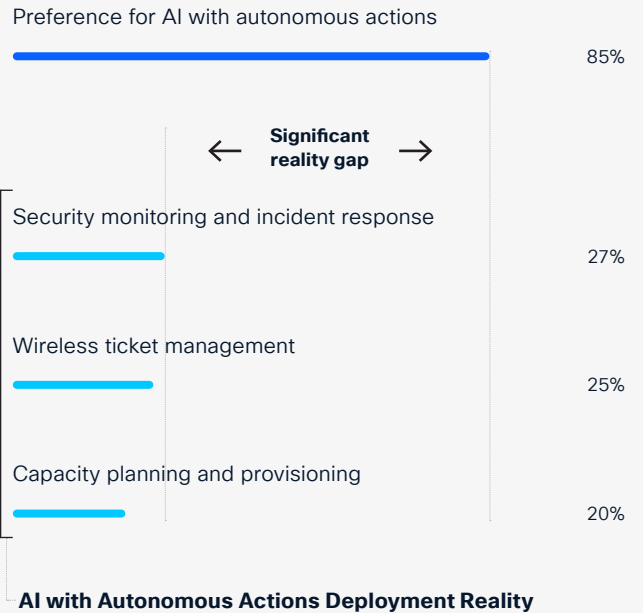 Preference for AI with autonomous actions
85%
Significant
reality gap
Security monitoring and incident response
27%
Wireless ticket management
25%
Capacity planning and provisioning
20%
AI with Autonomous Actions Deployment Reality